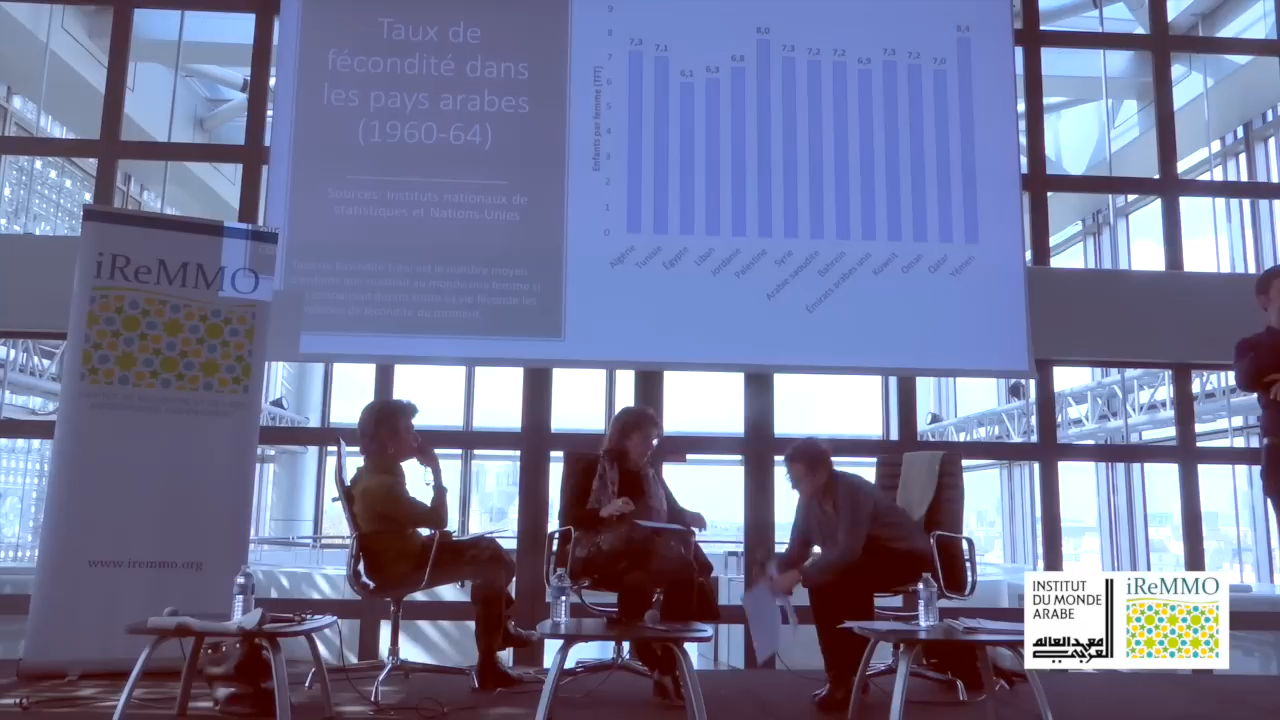 Taux de
fécondité dans
les pays arabes
(1960-64)
Sources: Instituts nationaux de
statistiques et Nations-Unies
Enfants par femme (TFT)
9
8
7
6
5
4
3
2
1
0
7,3
7,1
6,1
6,3
6,8
8,0
7,3
7,2
7,2
6,9
7,3
7,2
7,0
8,4
Algérie
Tunisie
Egypte
Liban
Jordanie
Palestine
Syrie
Arabie saoudite
Bahreïn
Émirats arabes unis
Koweït
Oman
Qatar
Yémen
iReMMO
www.iremmo.org
INSTITUT
DU MONDE
ARABE
معهد العالم
العربي
iReMMO